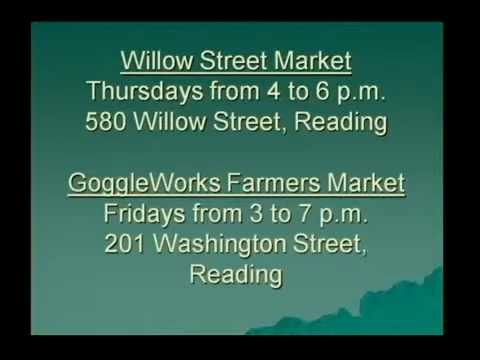 Willow Street Market
Thursdays from 4 to 6 p.m.
580 Willow Street, Reading
GoggleWorks Farmers Market
Fridays from 3 to 7 p.m.
201 Washington Street,
Reading